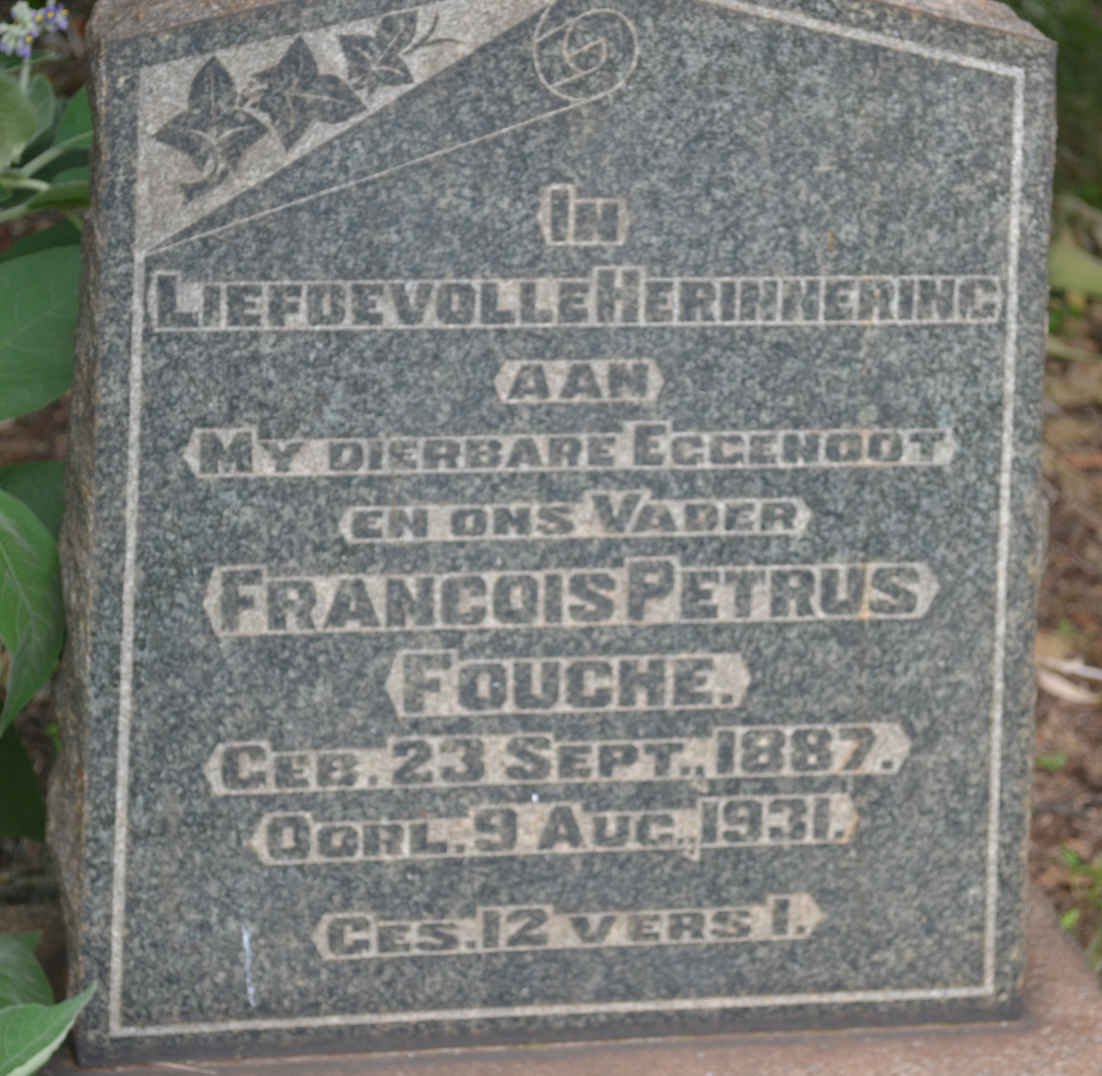 IN
LIEFDEVOLLE HERINNERING
AAN
MY DIERBARE EGGENOOT
EN ONS VADER
FRANCOIS PETRUS
FOUCHE.
GEB. 23 SEPT., 1887.
OORL. 9 AUG., 1931.
GES. 12 VERS 1.